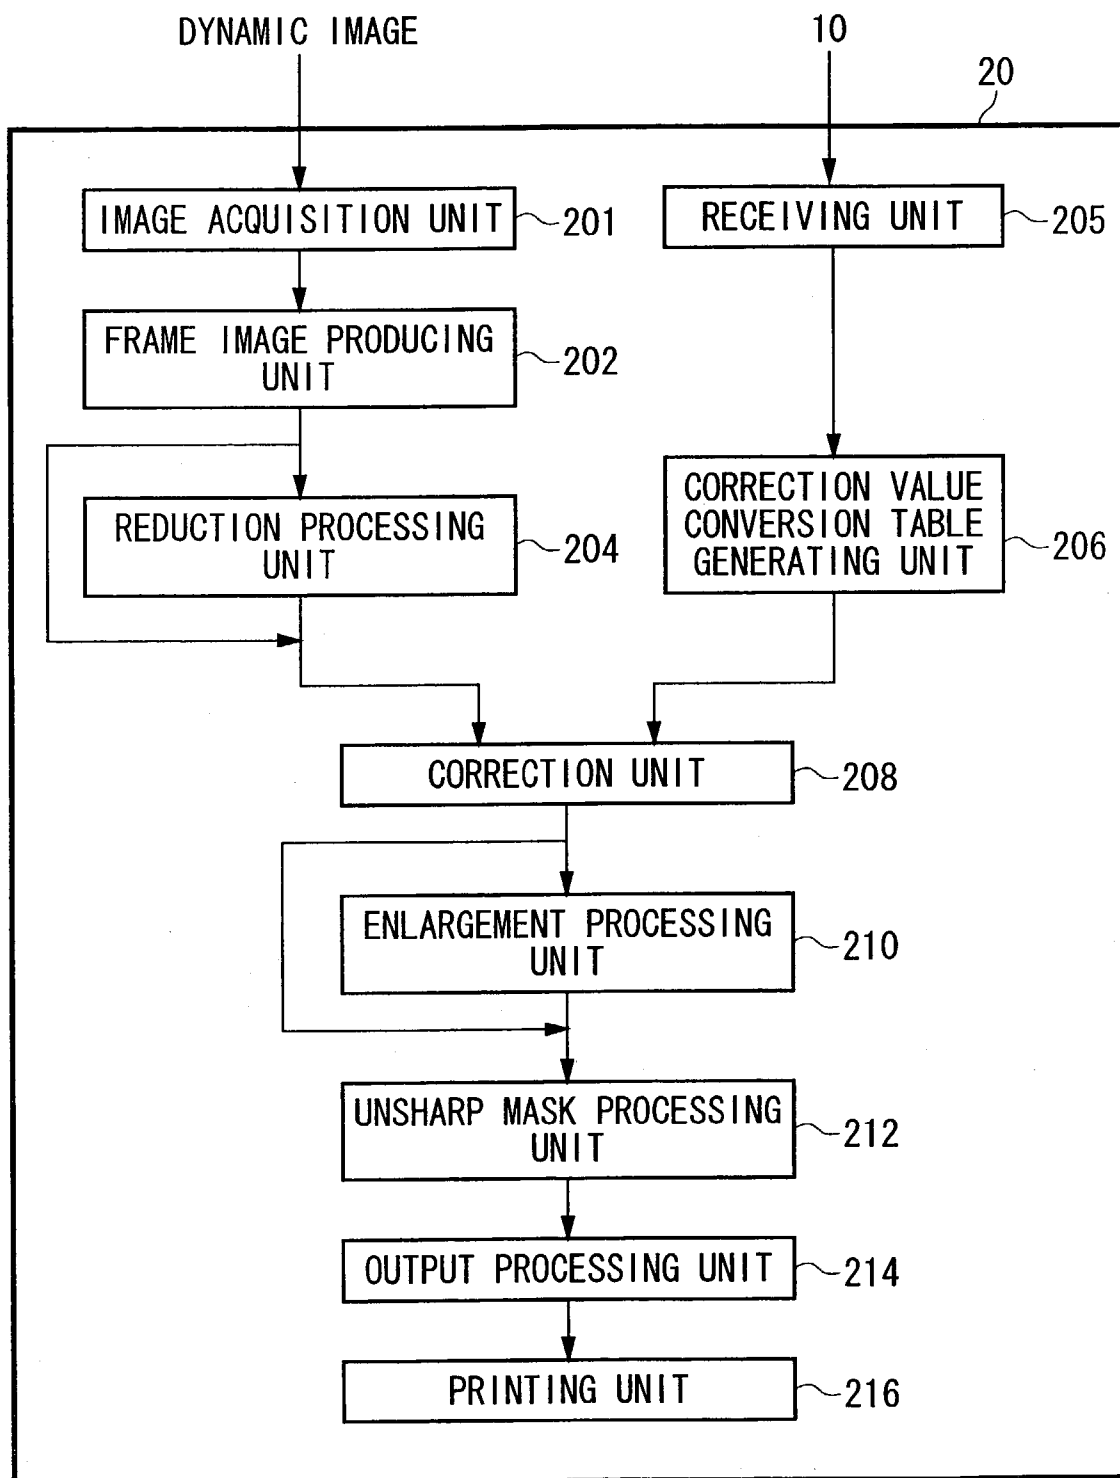 DYNAMIC IMAGE
10
20
IMAGE ACQUISITION UNIT
201
RECEIVING UNIT
205
FRAME IMAGE PRODUCING
UNIT
202
REDUCTION PROCESSING
UNIT
204
CORRECTION VALUE
CONVERSION TABLE
GENERATING UNIT
206
CORRECTION UNIT
208
ENLARGEMENT PROCESSING
UNIT
210
UNSHARP MASK PROCESSING
UNIT
212
OUTPUT PROCESSING UNIT
214
PRINTING UNIT
216